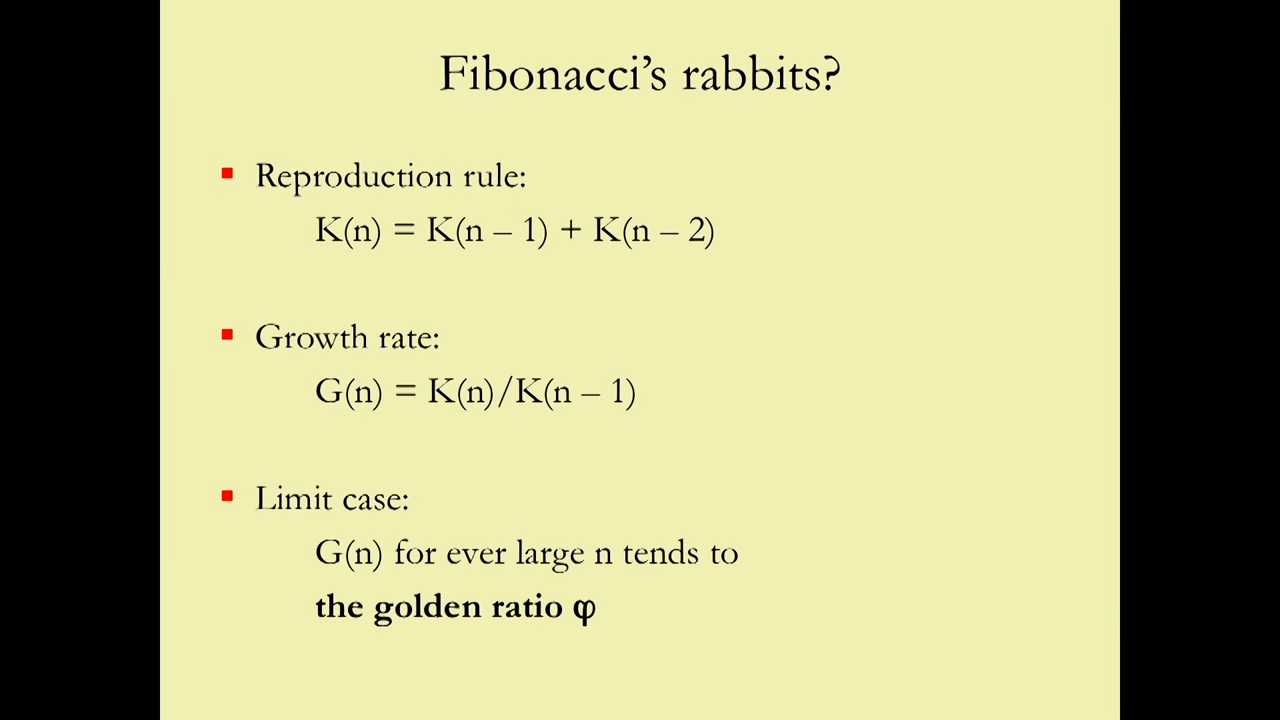 Fibonacci’s rabbits?
Reproduction rule:
K(n) = K(n – 1) + K(n – 2)
Growth rate:
G(n) = K(n)/K(n – 1)
Limit case:
G(n) for ever large n tends to
the golden ratio φ